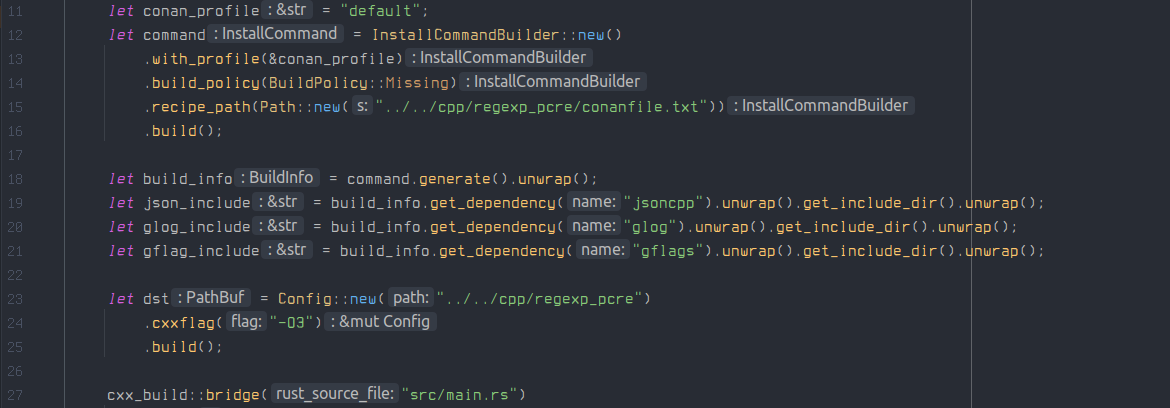 11 let conan_profile : &str = "default";
12 let command : InstallCommand = InstallCommandBuilder::new()
13 .with_profile(&conan_profile) : InstallCommandBuilder
14 .build_policy(BuildPolicy::Missing) : InstallCommandBuilder
15 .recipe_path(Path::new( s: "../../cpp/regexp_pcre/conanfile.txt")) : InstallCommandBuilder
16 .build();
17
18 let build_info : BuildInfo = command.generate().unwrap();
19 let json_include : &str = build_info.get_dependency( name: "jsoncpp").unwrap().get_include_dir().unwrap();
20 let glog_include : &str = build_info.get_dependency( name: "glog").unwrap().get_include_dir().unwrap();
21 let gflag_include : &str = build_info.get_dependency( name: "gflags").unwrap().get_include_dir().unwrap();
22
23 let dst : PathBuf = Config::new( path: "../../cpp/regexp_pcre")
24 .cxxflag( flag: "-O3") : &mut Config
25 .build();
26
27 cxx_build::bridge( rust_source_file: "src/main.rs")